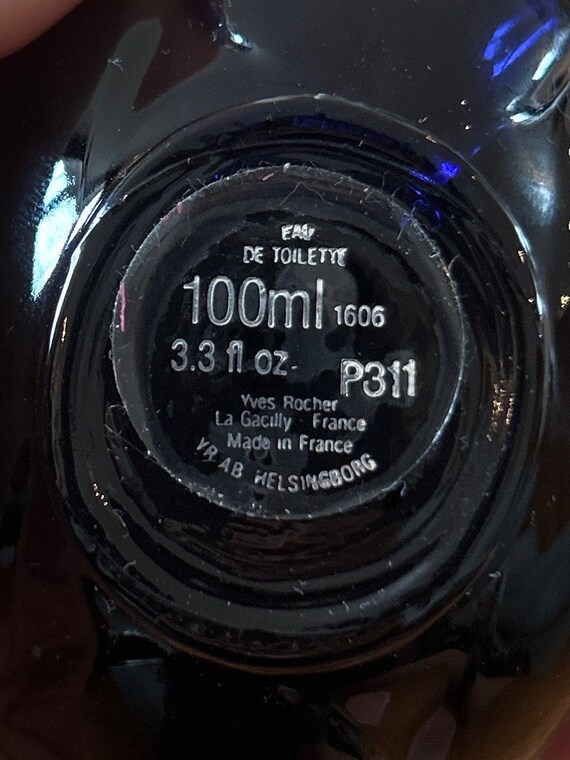 EAU
DE TOILETTE
100ml 1606
3.3 fl oz. P311
Yves Rocher
La Gacilly - France
Made in France
YR AB HELSINGBORG